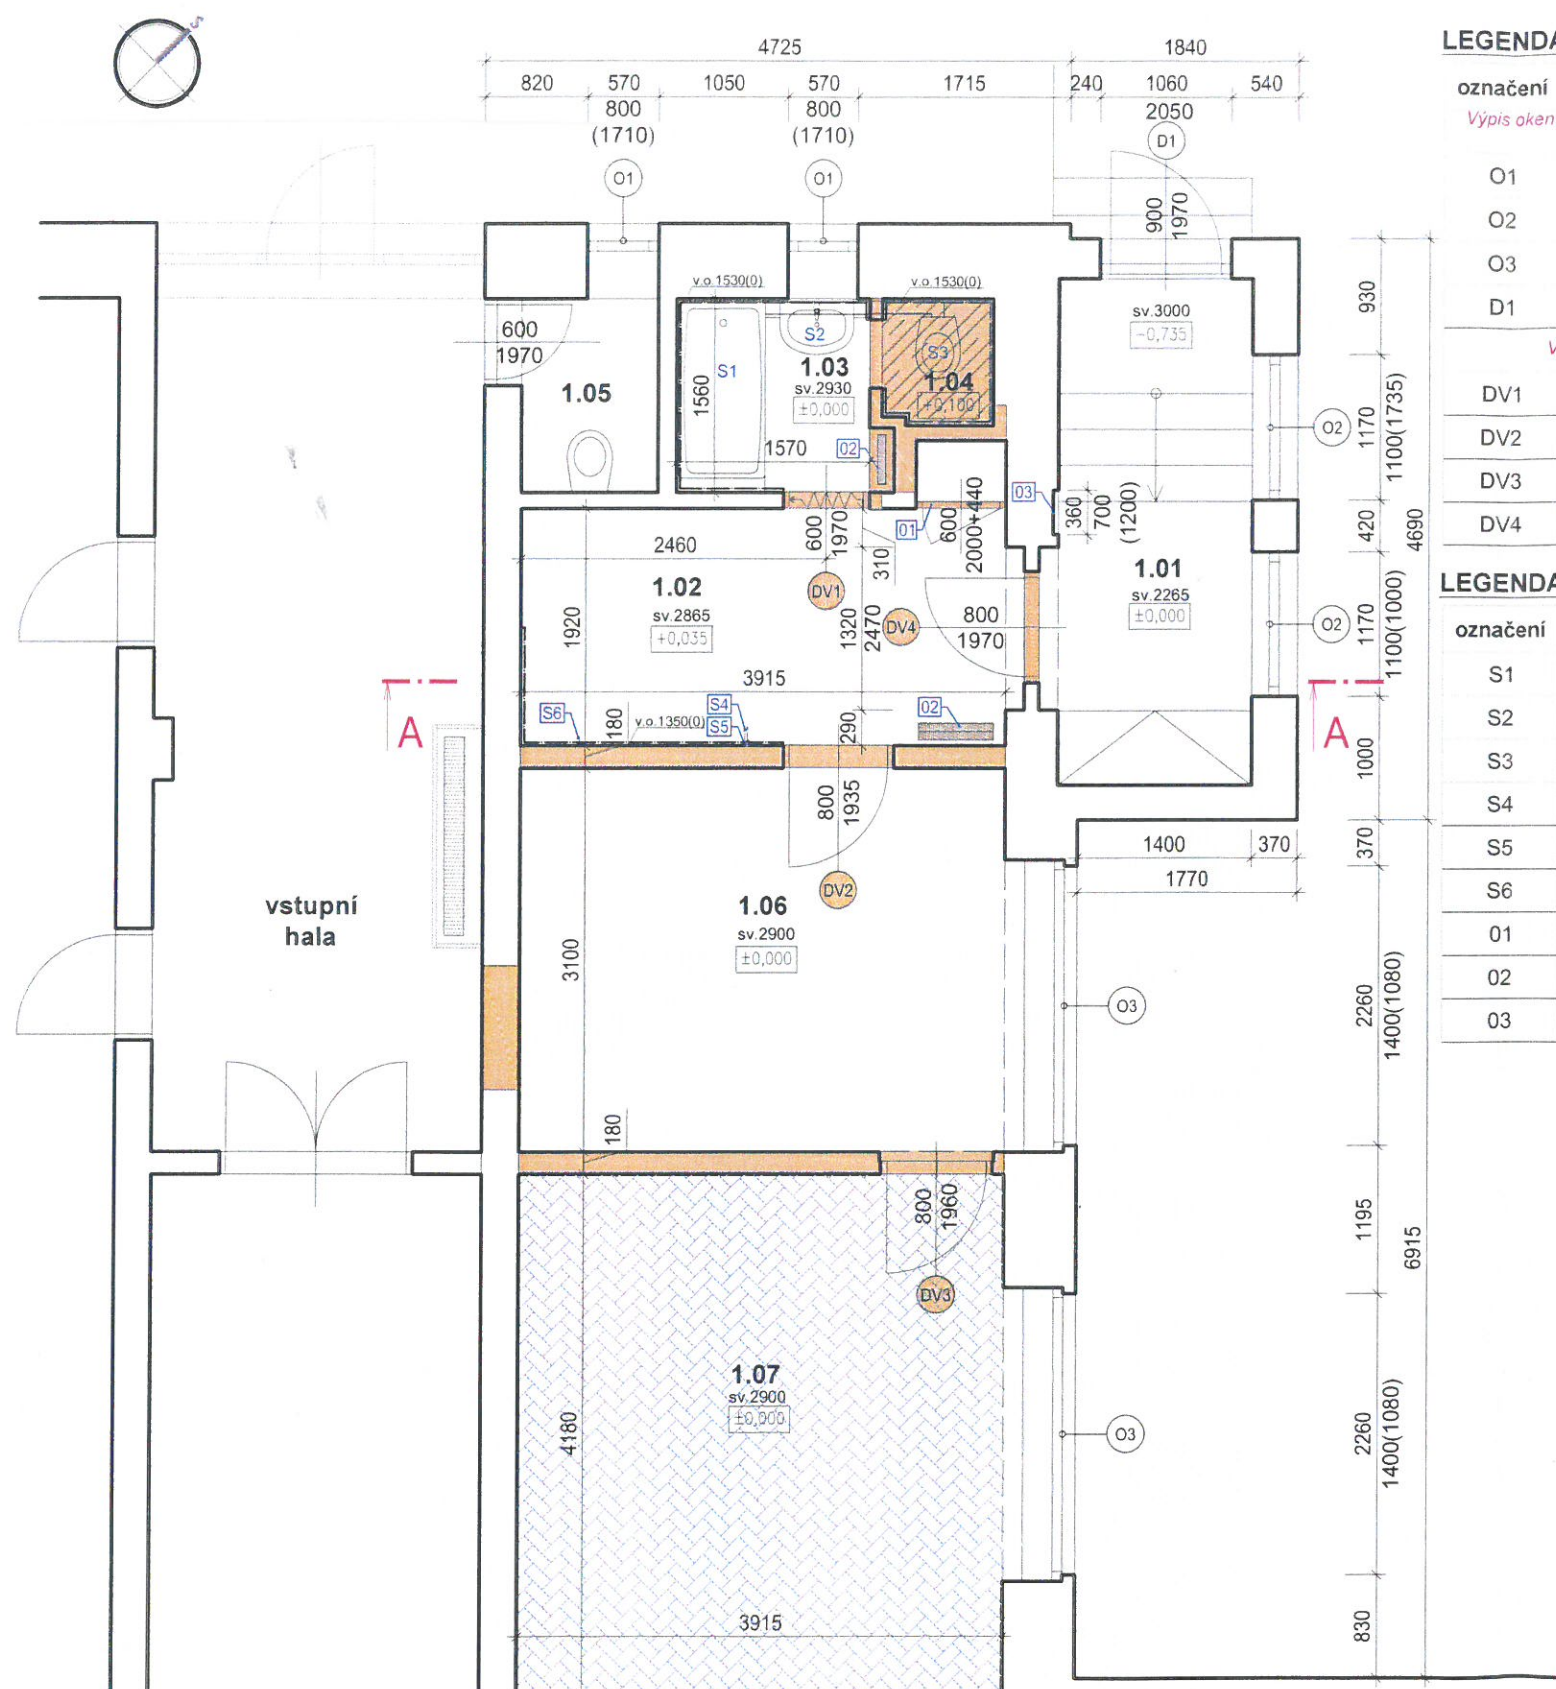 S
4725
1840
820
570
1050
570
1715
240
1060
540
800
(1710)
800
(1710)
2050
O1
O1
D1
900
1970
v.o.1530(0)
v.o.1530(0)
600
1970
1.05
S1
1560
S2
1.03
sv.2930
±0,000
S3
1.04
+0,100
1570
02
sv.3000
-0,735
O2
930
1170
1100(1735)
420
4690
1170
1100(1000)
1000
2460
600
1970
310
01
600
2000+440
03
360
700
(1200)
1.02
sv.2865
+0,035
1920
DV1
1320
2470
DV4
800
1970
1.01
sv.2265
±0,000
O2
3915
A
A
S6
180
v.o.1350(0)
S4
S5
290
02
800
1935
DV2
1400
370
1770
370
vstupní
hala
1.06
sv.2900
±0,000
3100
O3
2260
1400(1080)
180
800
1960
DV3
1195
6915
1.07
sv.2900
±0,000
4180
O3
2260
1400(1080)
3915
830
LEGENDA
označení
Výpis oken
O1
O2
O3
D1
V
DV1
DV2
DV3
DV4
LEGENDA
označení
S1
S2
S3
S4
S5
S6
01
02
03